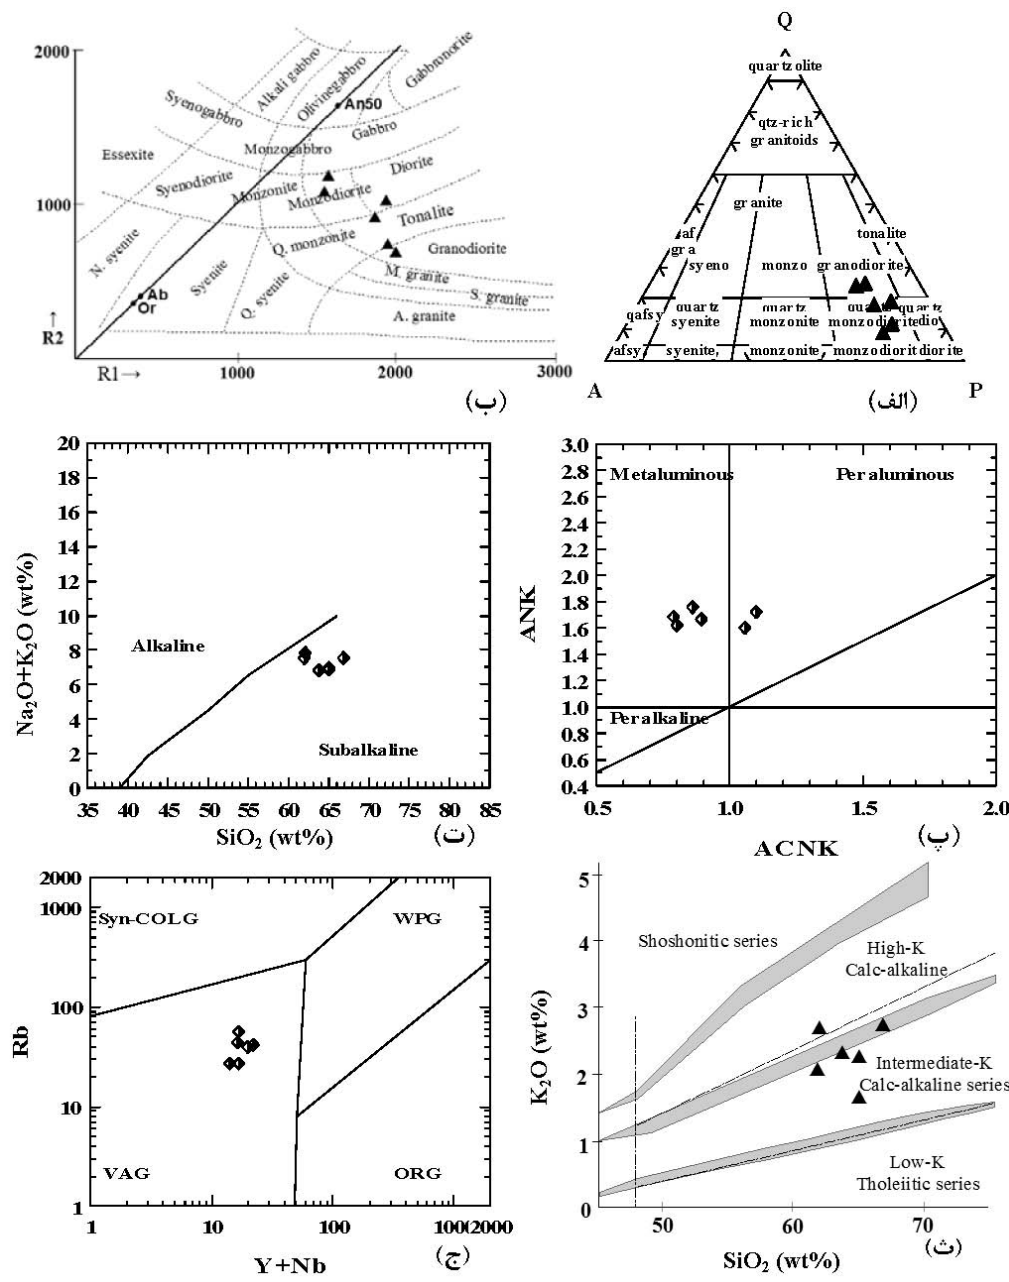 2000
1000
R2
R1
1000
2000
3000
Essexite
Syenogabbro
Alkali gabbro
Olivinegabbro
Gabbronorite
An50
Gabbro
Monzogabbro
Syenodiorite
Monzonite
Monzodiorite
Diorite
Tonalite
Granodiorite
Q. monzonite
N. syenite
Syenite
Q. syenite
M. granite
S. granite
A. granite
Ab
Or
(ب)
Q
quartzolite
qtz-rich
granitoids
granite
af
gra
tonalite
syeno
monzo
granodiorite
qafsy
quartz
syenite
quartz
monzonite
monzodiorite
quartz
dio
afsy
syenite
monzonite
monzodiorit
diorite
A
P
(الف)
20
18
16
14
12
10
8
6
4
2
0
Na₂O+K₂O (wt%)
Alkaline
Subalkaline
35 40 45 50 55 60 65 70 75 80 85
SiO₂ (wt%)
(ت)
3.0
2.8
2.6
2.4
2.2
2.0
1.8
1.6
1.4
1.2
1.0
0.8
0.6
0.4
ANK
Metaluminous
Peraluminous
Peralkaline
0.5 1.0 1.5 2.0
ACNK
(پ)
2000
1000
100
10
1
Rb
Syn-COLG
WPG
VAG
ORG
1 10 100 1000 2000
Y+Nb
(ج)
5
4
3
2
1
0
K₂O (wt%)
Shoshonitic series
High-K
Calc-alkaline
Intermediate-K
Calc-alkaline series
Low-K
Tholeiitic series
50 60 70
SiO₂ (wt%)
(ث)